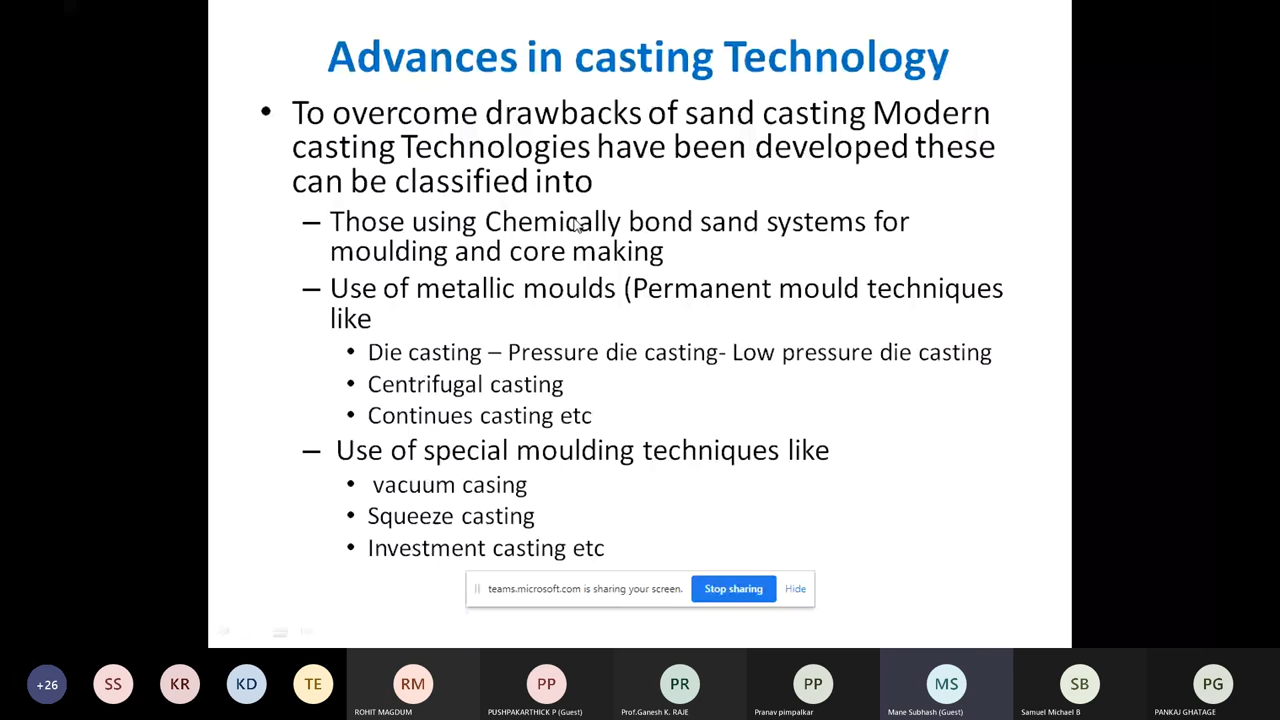 Advances in casting Technology
• To overcome drawbacks of sand casting Modern
casting Technologies have been developed these
can be classified into
– Those using Chemically bond sand systems for
moulding and core making
– Use of metallic moulds (Permanent mould techniques
like
• Die casting – Pressure die casting- Low pressure die casting
• Centrifugal casting
• Continues casting etc
– Use of special moulding techniques like
• vacuum casing
• Squeeze casting
• Investment casting etc
teams.microsoft.com is sharing your screen. Stop sharing Hide
+26 SS KR KD TE RM PP PR PP MS SB PG
ROHIT MAGDUM PUSHPAKARTHICK P (Guest) Prof.Ganesh K. RAJE Pranav pimpalkar Mane Subhash (Guest) Samuel Michael B PANKAJ GHATAGE